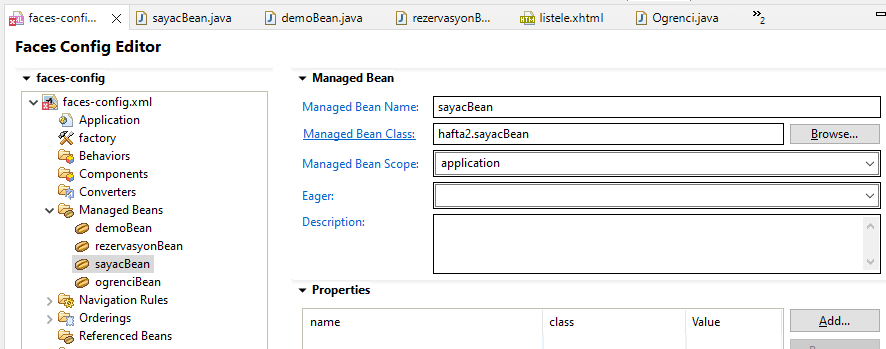 faces-confi... sayacBean.java demoBean.java rezervasyonB... listele.xhtml Ogrenci.java »2
Faces Config Editor
faces-config
faces-config.xml
Application
factory
Behaviors
Components
Converters
Managed Beans
demoBean
rezervasyonBean
sayacBean
ogrenciBean
Navigation Rules
Orderings
Referenced Beans
Managed Bean
Managed Bean Name: sayacBean
Managed Bean Class: hafta2.sayacBean Browse...
Managed Bean Scope: application
Eager:
Description:
Properties
name class Value Add...